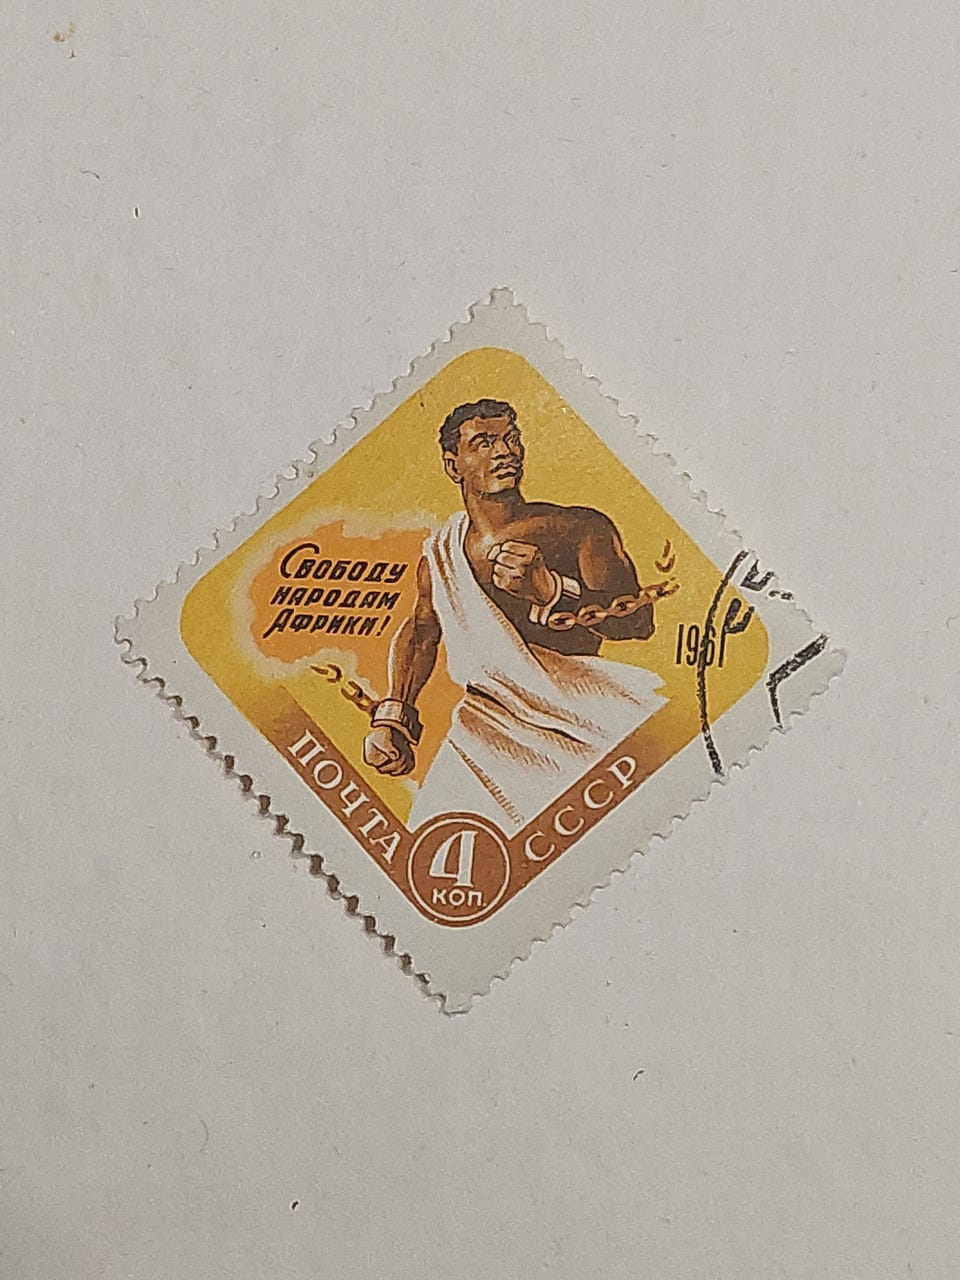 Свободу
народам
Африки!
1961
ПОЧТА
4
коп.
СССР